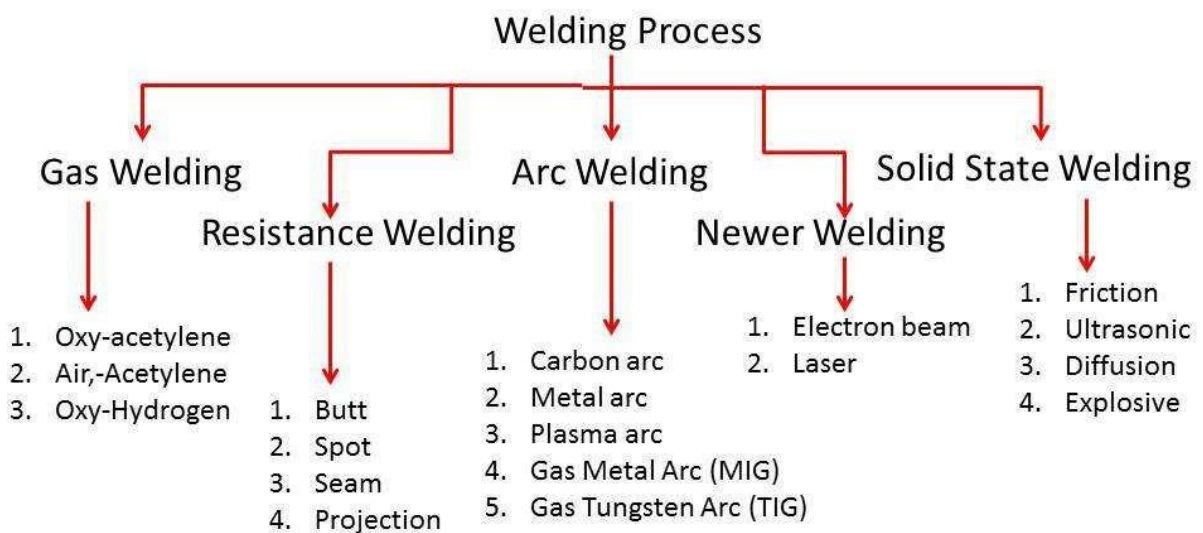 Welding Process
Gas Welding
1. Oxy-acetylene
2. Air,-Acetylene
3. Oxy-Hydrogen
Resistance Welding
1. Butt
2. Spot
3. Seam
4. Projection
Arc Welding
1. Carbon arc
2. Metal arc
3. Plasma arc
4. Gas Metal Arc (MIG)
5. Gas Tungsten Arc (TIG)
Newer Welding
1. Electron beam
2. Laser
Solid State Welding
1. Friction
2. Ultrasonic
3. Diffusion
4. Explosive